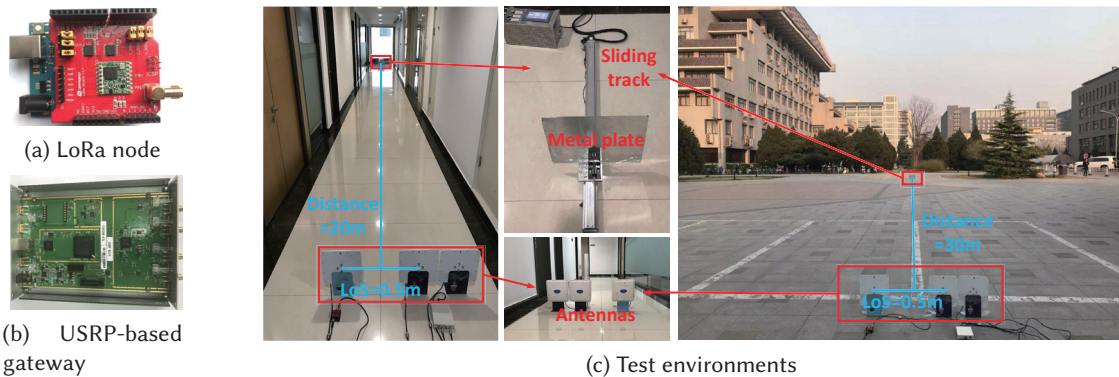 (a) LoRa node
(b) USRP-based
gateway
Distance
=20m
LoS=0.5m
Sliding
track
Metal plate
Antennas
Distance
=30m
LoS=0.5m
(c) Test environments